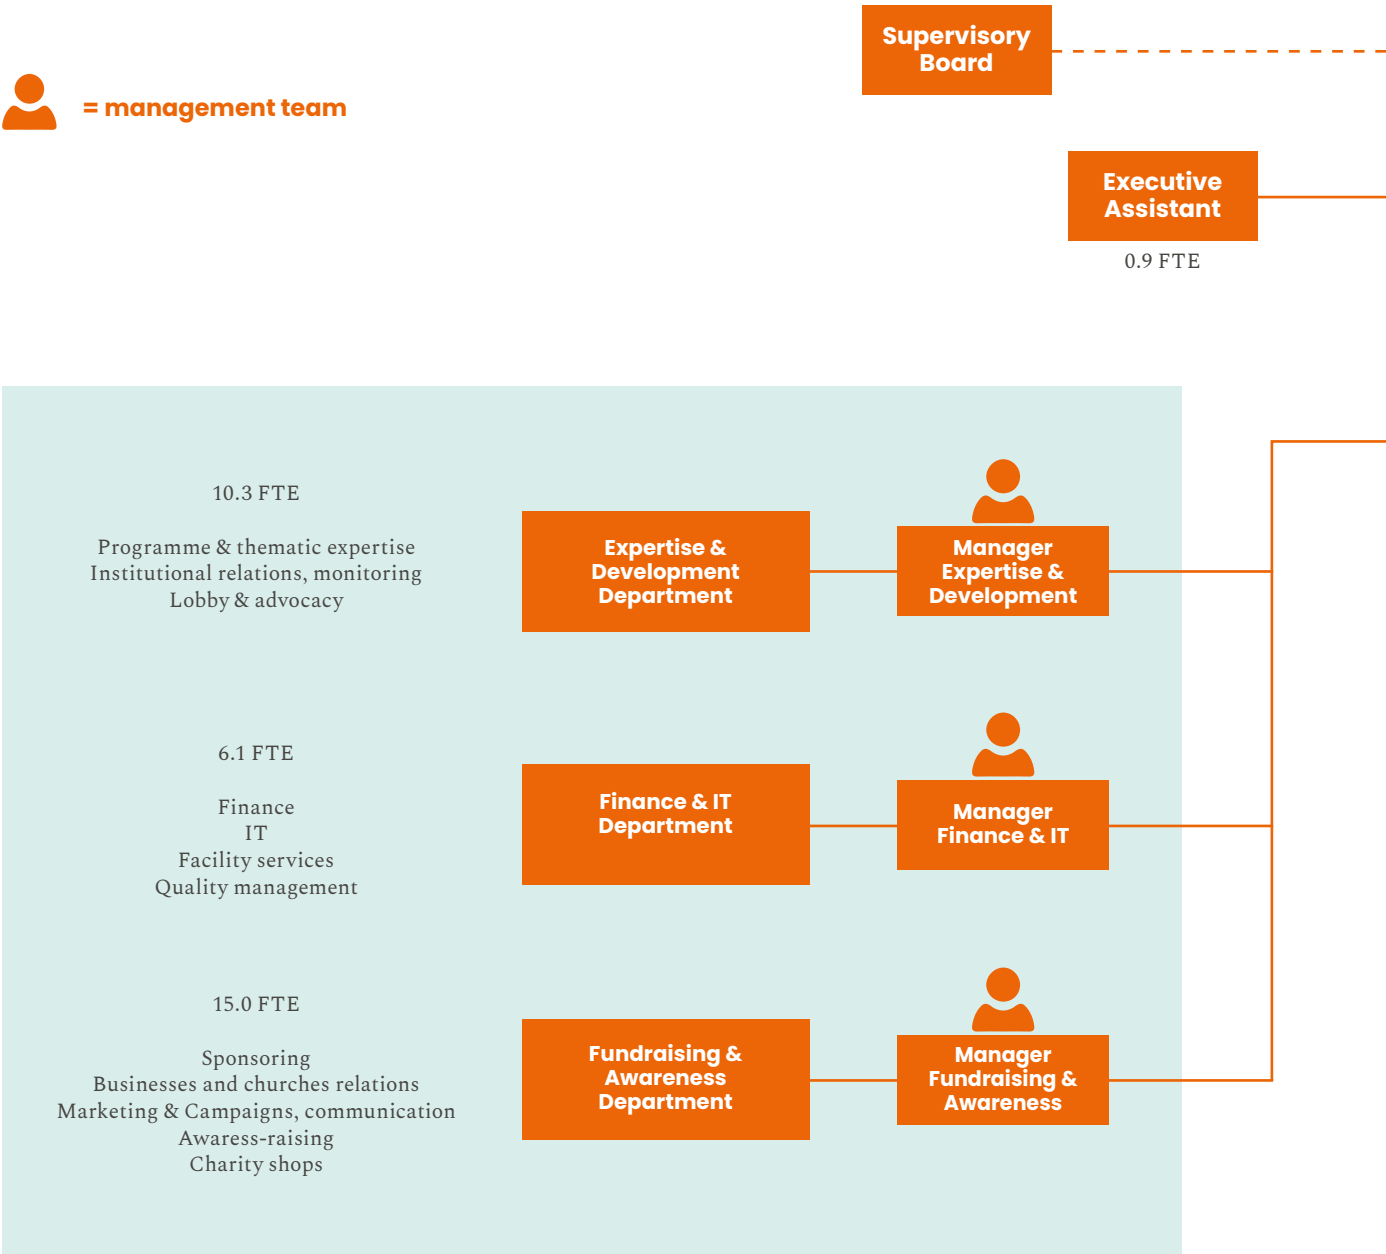 Supervisory
Board
= management team
Executive
Assistant
0.9 FTE
10.3 FTE
Programme & thematic expertise
Institutional relations, monitoring
Lobby & advocacy
Expertise &
Development
Department
Manager
Expertise &
Development
6.1 FTE
Finance
IT
Facility services
Quality management
Finance & IT
Department
Manager
Finance & IT
15.0 FTE
Sponsoring
Businesses and churches relations
Marketing & Campaigns, communication
Awaress-raising
Charity shops
Fundraising &
Awareness
Department
Manager
Fundraising &
Awareness